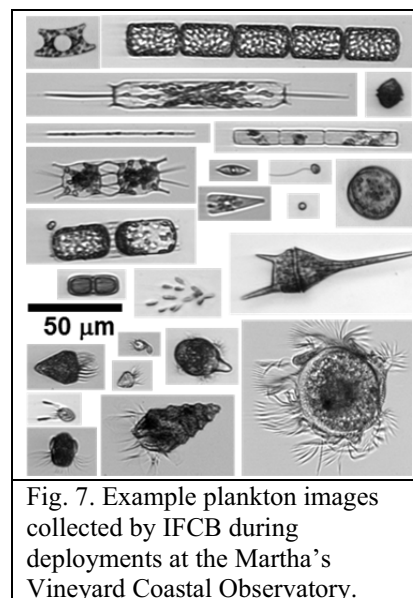 50 µm
Fig. 7. Example plankton images
collected by IFCB during
deployments at the Martha's
Vineyard Coastal Observatory.